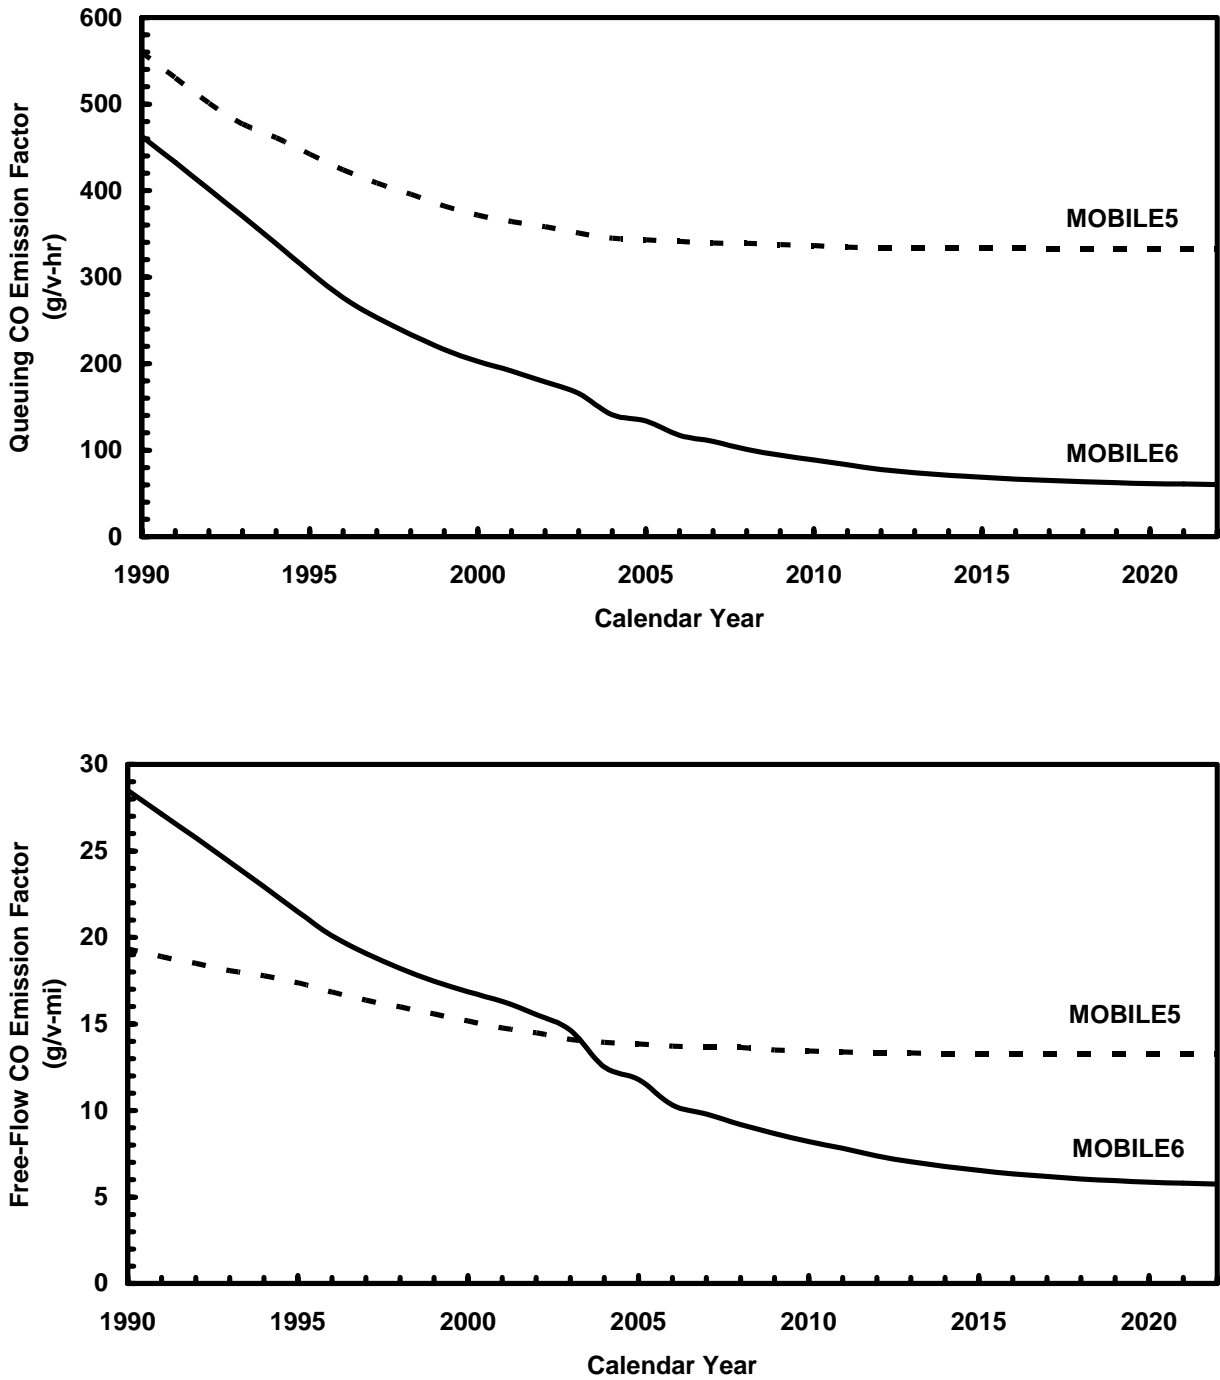 600
500
400
300
200
100
0
Queuing CO Emission Factor
(g/v-hr)
MOBILE5
MOBILE6
1990 1995 2000 2005 2010 2015 2020
Calendar Year
30
25
20
15
10
5
0
Free-Flow CO Emission Factor
(g/v-mi)
MOBILE5
MOBILE6
1990 1995 2000 2005 2010 2015 2020
Calendar Year